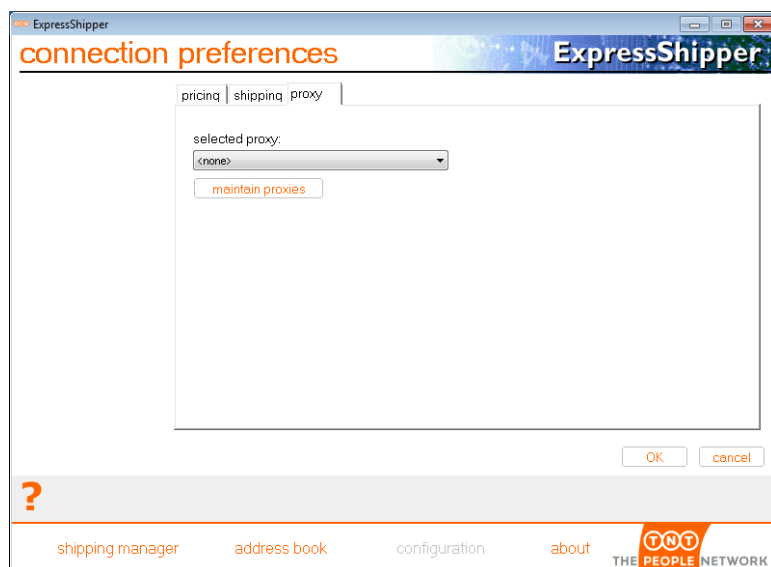 ExpressShipper
connection preferences
ExpressShipper
pricing shipping proxy
selected proxy:
<none>
maintain proxies
OK cancel
?
shipping manager address book configuration about
TNT
THE PEOPLE NETWORK